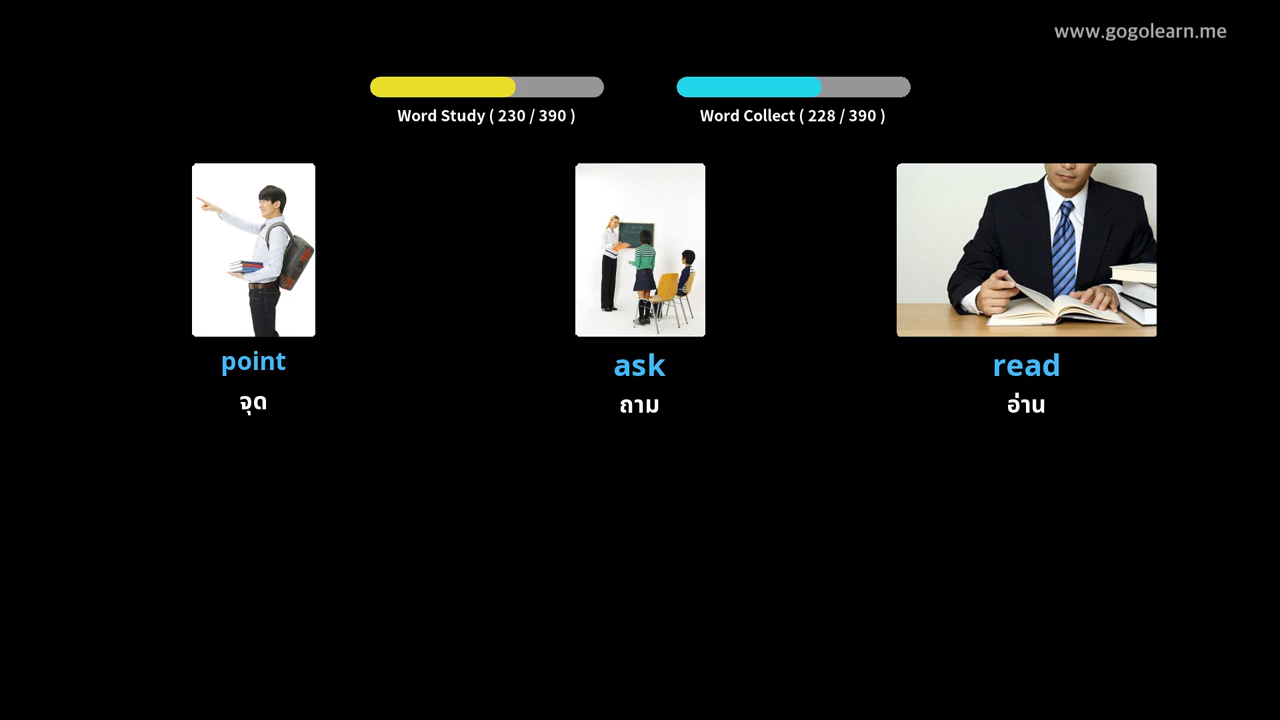 www.gogolearn.me
Word Study ( 230 / 390 )
Word Collect ( 228 / 390 )
point
จุด
ask
ถาม
read
อ่าน